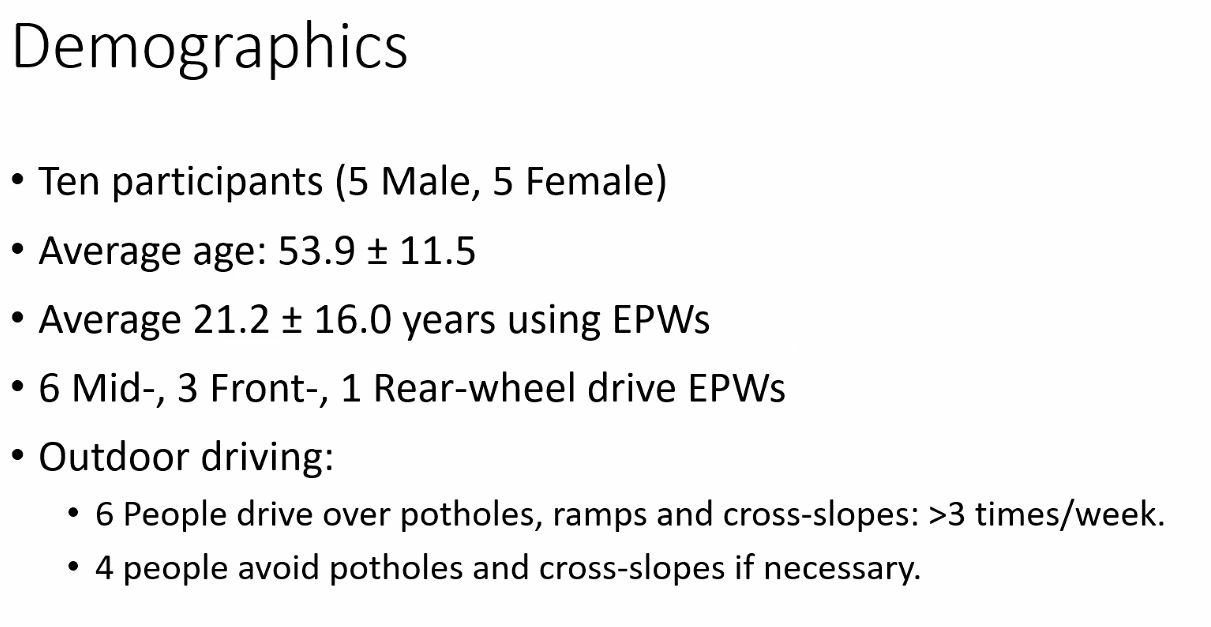 Demographics
• Ten participants (5 Male, 5 Female)
• Average age: 53.9 ± 11.5
• Average 21.2 ± 16.0 years using EPWs
• 6 Mid-, 3 Front-, 1 Rear-wheel drive EPWs
• Outdoor driving:
• 6 People drive over potholes, ramps and cross-slopes: >3 times/week.
• 4 people avoid potholes and cross-slopes if necessary.